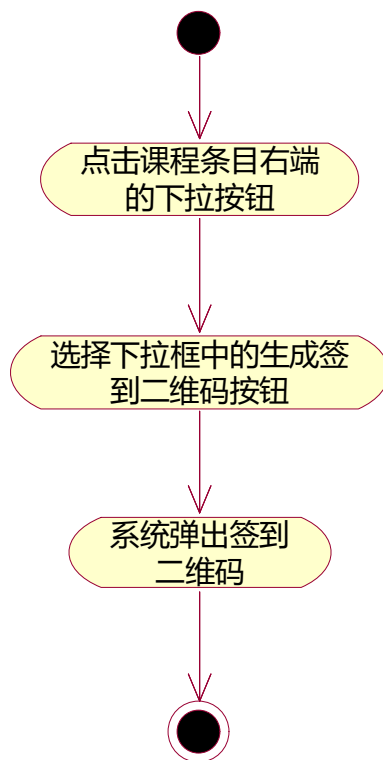 点击课程条目右端
的下拉按钮
选择下拉框中的生成签
到二维码按钮
系统弹出签到
二维码